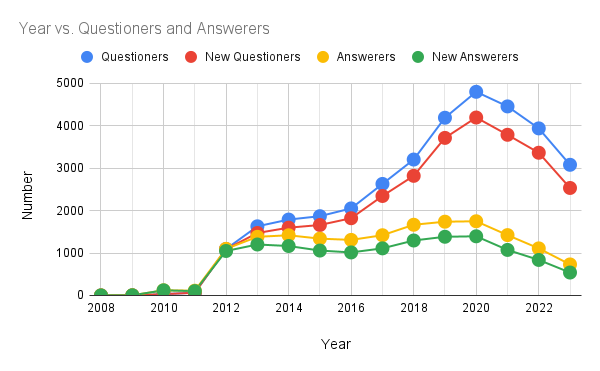 Year vs. Questioners and Answerers
Questioners New Questioners Answerers New Answerers
5000
4000
3000
2000
1000
0
Number
2008 2010 2012 2014 2016 2018 2020 2022
Year